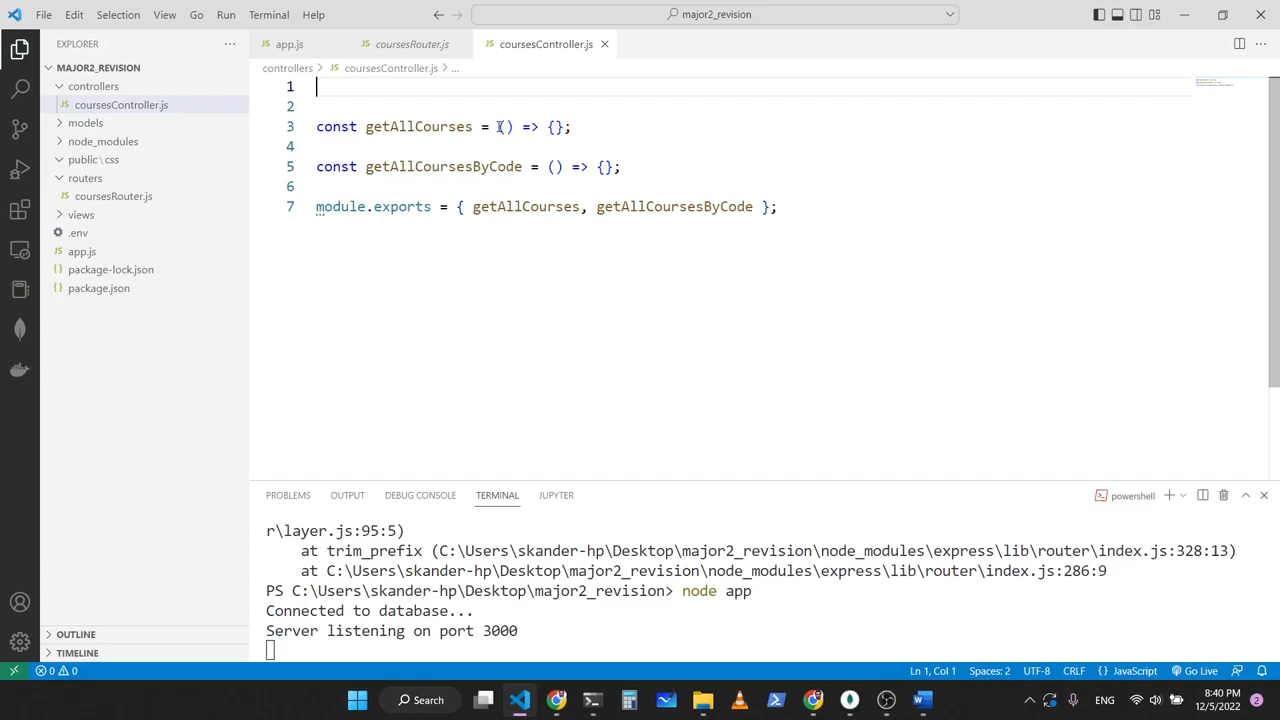 File Edit Selection View Go Run Terminal Help
major2_revision
EXPLORER
app.js
coursesRouter.js
coursesController.js
MAJOR2_REVISION
controllers > JS coursesController.js > ...
controllers
JS coursesController.js
models
node_modules
public\css
routers
JS coursesRouter.js
views
.env
JS app.js
{} package-lock.json
{} package.json
1
2
3 const getAllCourses = () => {};
4
5 const getAllCoursesByCode = () => {};
6
7 module.exports = { getAllCourses, getAllCoursesByCode };
PROBLEMS OUTPUT DEBUG CONSOLE TERMINAL JUPYTER
powershell
r\layer.js:95:5)
at trim_prefix (C:\Users\skander-hp\Desktop\major2_revision\node_modules\express\lib\router\index.js:328:13)
at C:\Users\skander-hp\Desktop\major2_revision\node_modules\express\lib\router\index.js:286:9
PS C:\Users\skander-hp\Desktop\major2_revision> node app
Connected to database...
Server listening on port 3000
OUTLINE
TIMELINE
0 0
Ln 1, Col 1 Spaces: 2 UTF-8 CRLF {} JavaScript Go Live
Search
ENG
8:40 PM
12/5/2022
2